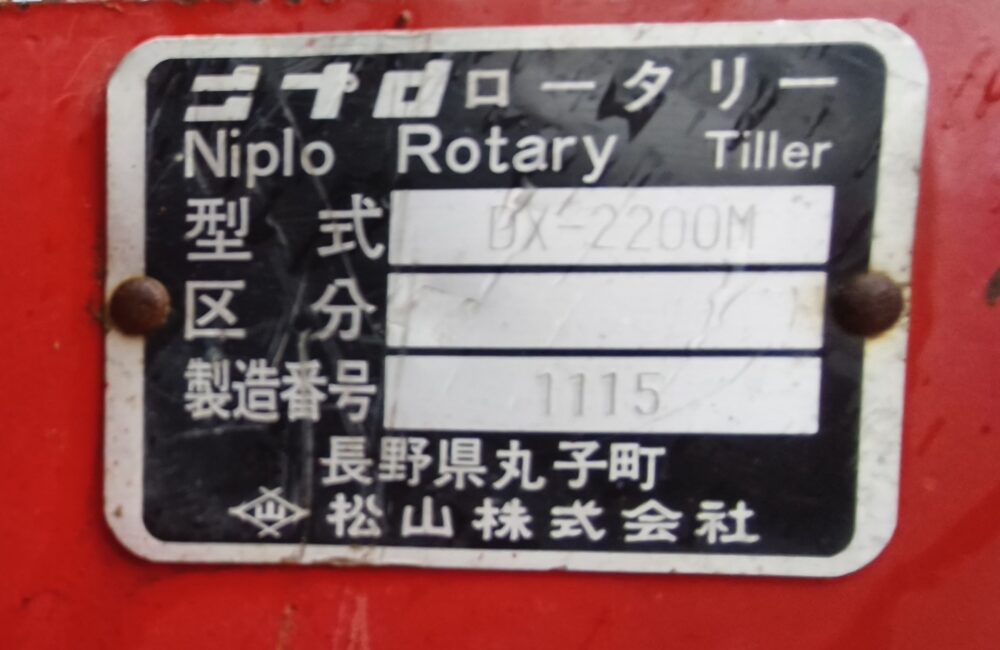 ニプロロータリー
Niplo Rotary Tiller
型式 DX-2200M
区分
製造番号 1115
長野県丸子町
山 松山株式会社